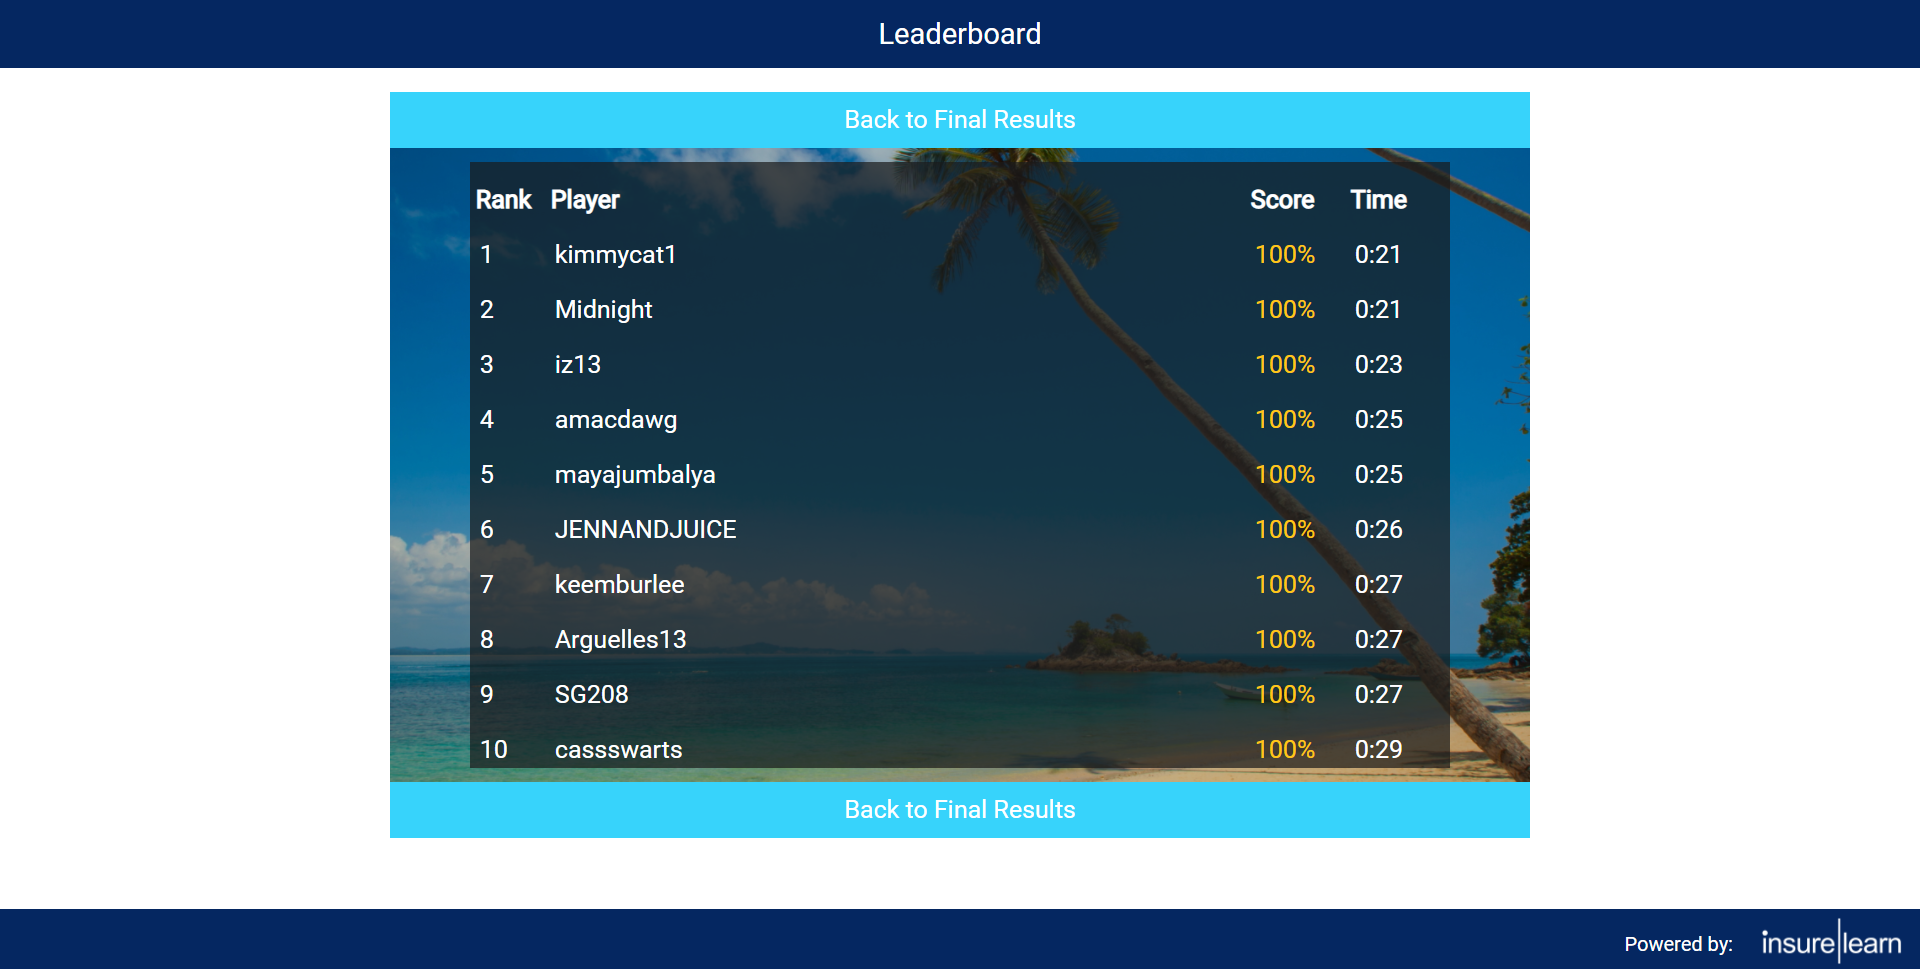 Leaderboard
Back to Final Results
Rank Player Score Time
1 kimmycat1 100% 0:21
2 Midnight 100% 0:21
3 iz13 100% 0:23
4 amacdawg 100% 0:25
5 mayajumbalya 100% 0:25
6 JENNANDJUICE 100% 0:26
7 keemburlee 100% 0:27
8 Arguelles13 100% 0:27
9 SG208 100% 0:27
10 cassswarts 100% 0:29
Back to Final Results
Powered by: insure|learn